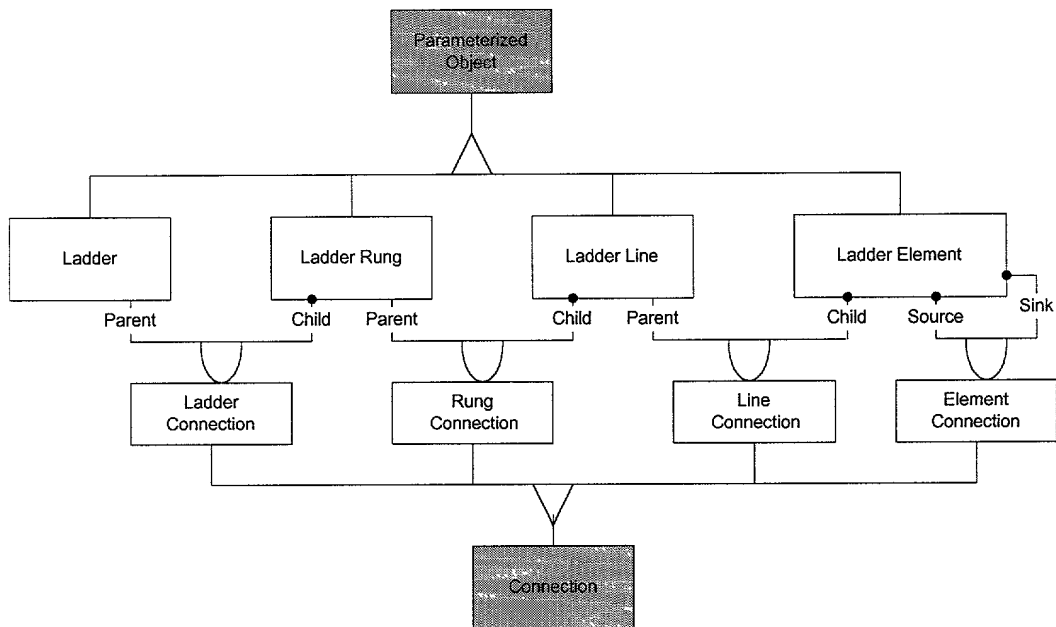 Parameterized
Object
Ladder
Ladder Rung
Ladder Line
Ladder Element
Parent
Child
Parent
Child
Parent
Child
Source
Sink
Ladder
Connection
Rung
Connection
Line
Connection
Element
Connection
Connection